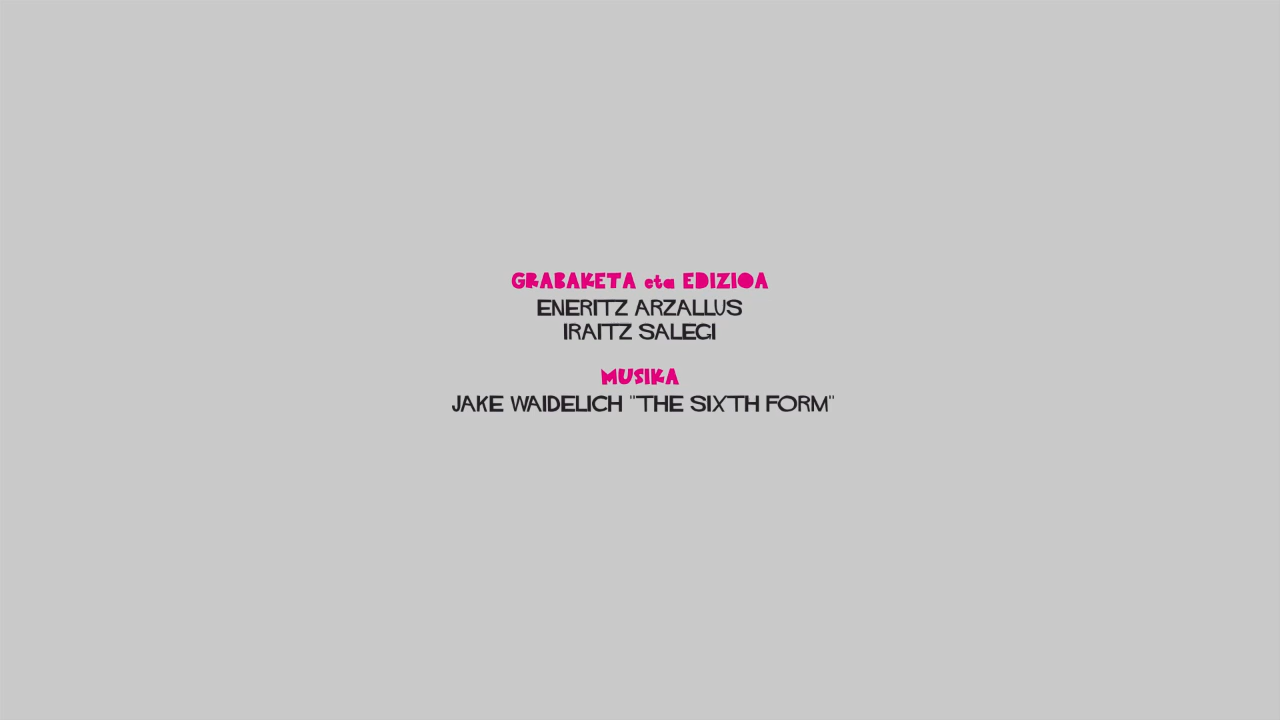 GRABAKETA eta EDIZIOA
ENERITZ ARZALLUS
IRAITZ SALEGI
MUSIKA
JAKE WAIDELICH "THE SIXTH FORM"